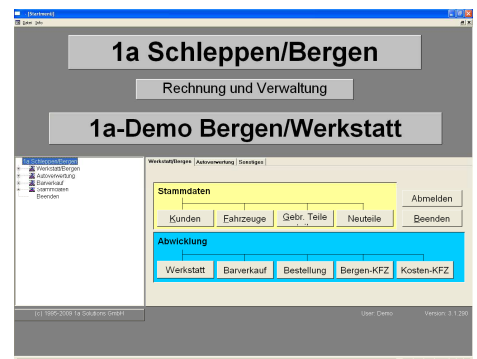 - [Startmenü]
Datei Info
1a Schleppen/Bergen
Rechnung und Verwaltung
1a-Demo Bergen/Werkstatt
1a Schleppen/Bergen
Werkstatt/Bergen
Autoverwertung
Barverkauf
Stammdaten
Beenden
Werkstatt/Bergen Autoverwertung Sonstiges
Stammdaten
Kunden Fahrzeuge Gebr. Teile Neuteile
Abmelden
Beenden
Abwicklung
Werkstatt Barverkauf Bestellung Bergen-KFZ Kosten-KFZ
(c) 1995-2009 1a Solutions GmbH User: Demo Version: 3.1.290